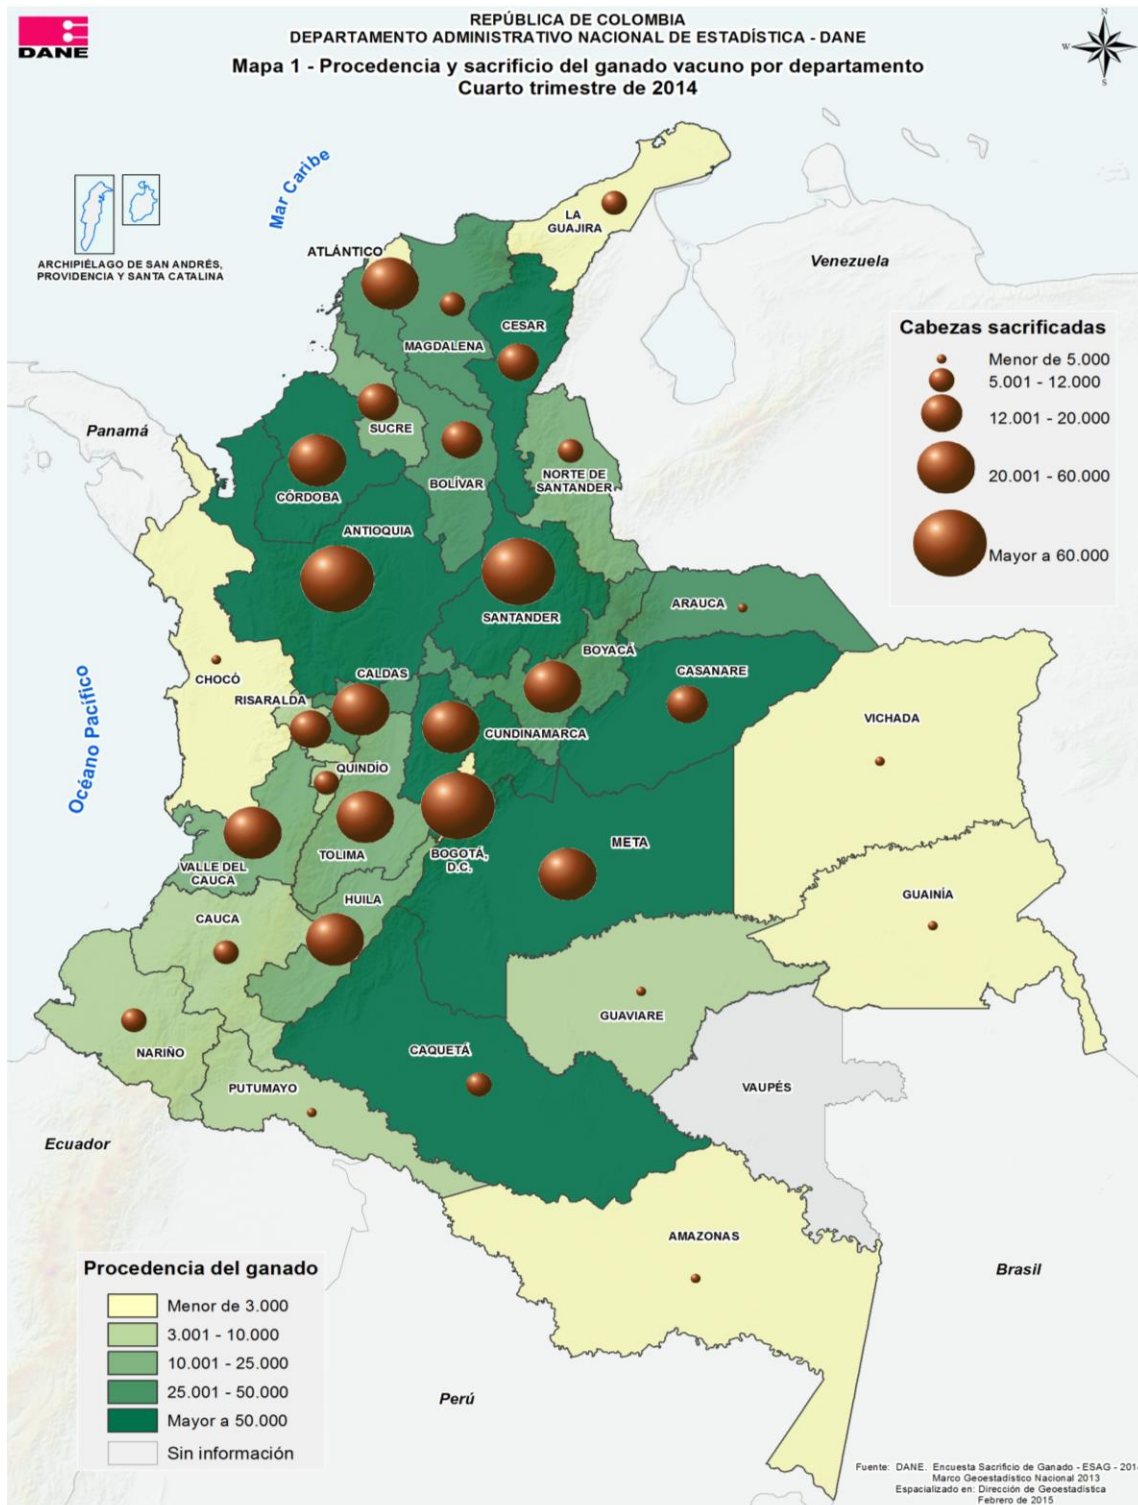 DANE
REPÚBLICA DE COLOMBIA
DEPARTAMENTO ADMINISTRATIVO NACIONAL DE ESTADÍSTICA - DANE
Mapa 1 - Procedencia y sacrificio del ganado vacuno por departamento
Cuarto trimestre de 2014
N
W
E
S
Mar Caribe
ARCHIPIÉLAGO DE SAN ANDRÉS,
PROVIDENCIA Y SANTA CATALINA
LA
GUAJIRA
ATLÁNTICO
Venezuela
MAGDALENA
CESAR
Cabezas sacrificadas
Menor de 5.000
5.001 - 12.000
12.001 - 20.000
20.001 - 60.000
Mayor a 60.000
Panamá
SUCRE
CÓRDOBA
BOLÍVAR
NORTE DE
SANTANDER
ANTIOQUIA
SANTANDER
ARAUCA
BOYACÁ
CHOCÓ
CALDAS
CASANARE
RISARALDA
VICHADA
CUNDINAMARCA
Océano Pacífico
QUINDÍO
TOLIMA
BOGOTÁ,
D.C.
META
VALLE DEL
CAUCA
HUILA
GUAINÍA
CAUCA
GUAVIARE
NARIÑO
CAQUETÁ
VAUPÉS
PUTUMAYO
Ecuador
AMAZONAS
Brasil
Perú
Procedencia del ganado
Menor de 3.000
3.001 - 10.000
10.001 - 25.000
25.001 - 50.000
Mayor a 50.000
Sin información
Fuente: DANE. Encuesta Sacrificio de Ganado - ESAG -
Marco Geoestadístico Nacional 2013
Espacializado en: Dirección de Geoestadística
Febrero de 2015